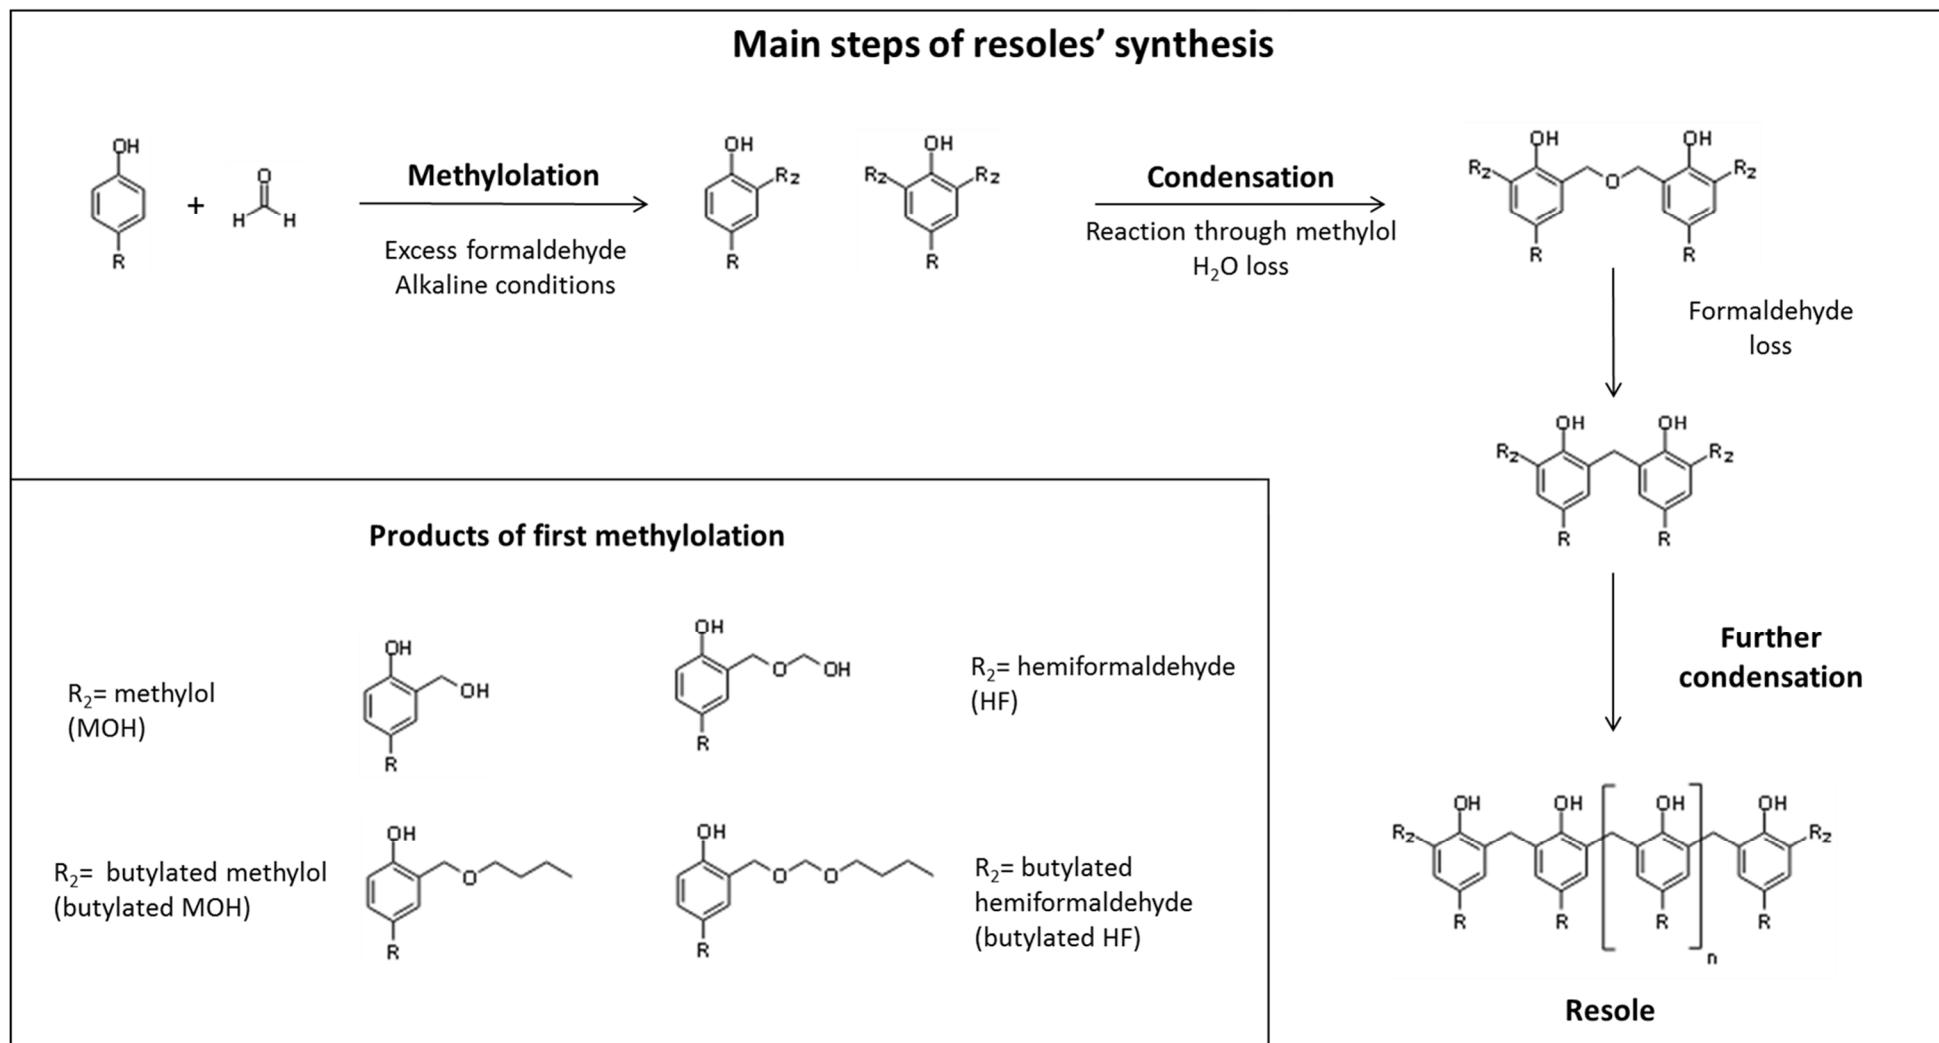 Main steps of resoles’ synthesis
OH
R
+
O
H H
Methylolation
Excess formaldehyde
Alkaline conditions
OH
R2
R
OH
R2 R2
R
Condensation
Reaction through methylol
H2O loss
OH OH
R2 O R2
R R
Formaldehyde
loss
OH OH
R2 R2
R R
Further
condensation
OH OH OH OH
R2 R2
R R R R
n
Resole
Products of first methylolation
R2= methylol
(MOH)
OH
OH
R
OH
O OH
R
R2= hemiformaldehyde
(HF)
R2= butylated methylol
(butylated MOH)
OH
O
R
OH
O O
R
R2= butylated
hemiformaldehyde
(butylated HF)